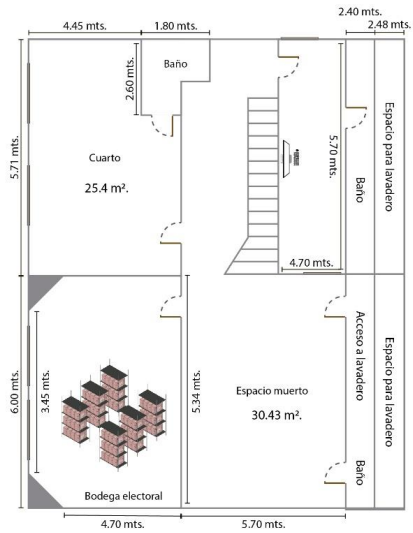 2.40 mts.
4.45 mts.
1.80 mts.
2.48 mts.
Baño
2.60 mts.
5.71 mts.
Cuarto
25.4 m².
5.70 mts.
Baño
Espacio para lavadero
4.70 mts.
6.00 mts.
3.45 mts.
5.34 mts.
Espacio muerto
30.43 m².
Acceso a lavadero
Espacio para lavadero
Baño
Bodega electoral
4.70 mts.
5.70 mts.